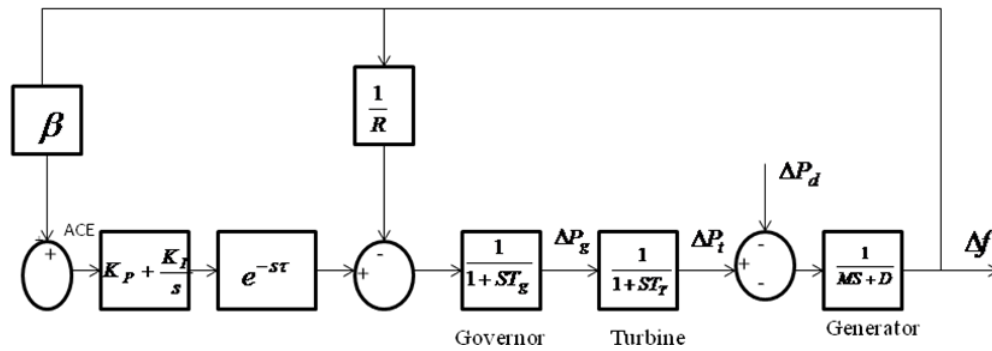 β
1/R
ΔP_d
+ ACE
K_P + K_I/s
e^{-sτ}
+ -
1/1+ST_g
ΔP_g
1/1+ST_T
ΔP_t
- + -
1/MS+D
Δf
Governor
Turbine
Generator